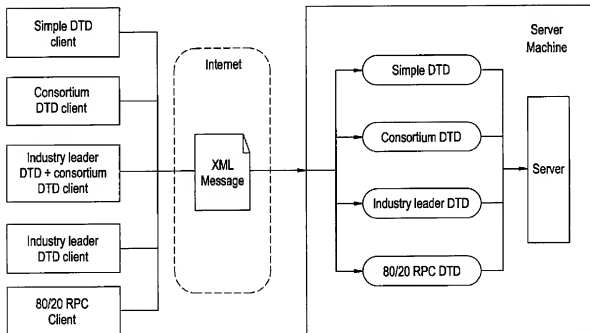 Simple DTD
client
Consortium
DTD client
Industry leader
DTD + consortium
DTD client
Industry leader
DTD client
80/20 RPC
Client
Internet
XML
Message
Server
Machine
Simple DTD
Consortium DTD
Industry leader DTD
80/20 RPC DTD
Server